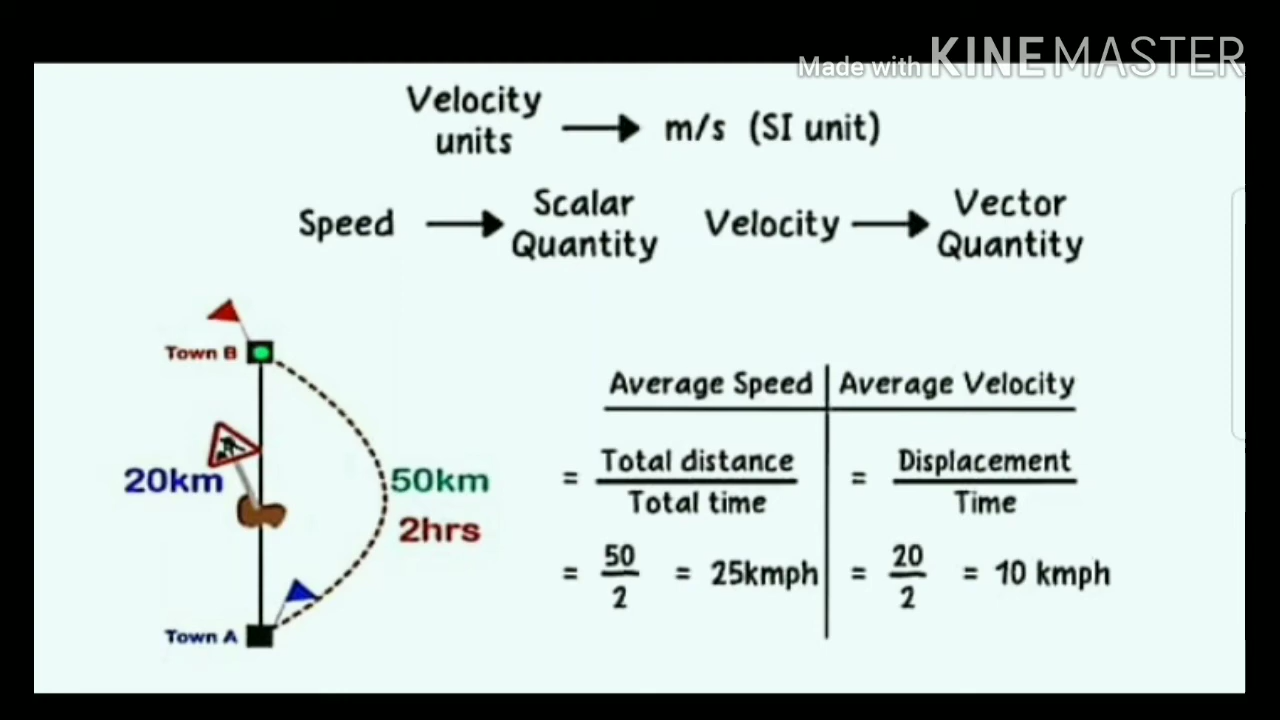 Made with KINEMASTER
Velocity
units
m/s (SI unit)
Speed
Scalar
Quantity
Velocity
Vector
Quantity
Town B
20km
50km
2hrs
Town A
Average Speed
Average Velocity
= Total distance
Total time
= Displacement
Time
= 50
2
= 25kmph
= 20
2
= 10 kmph